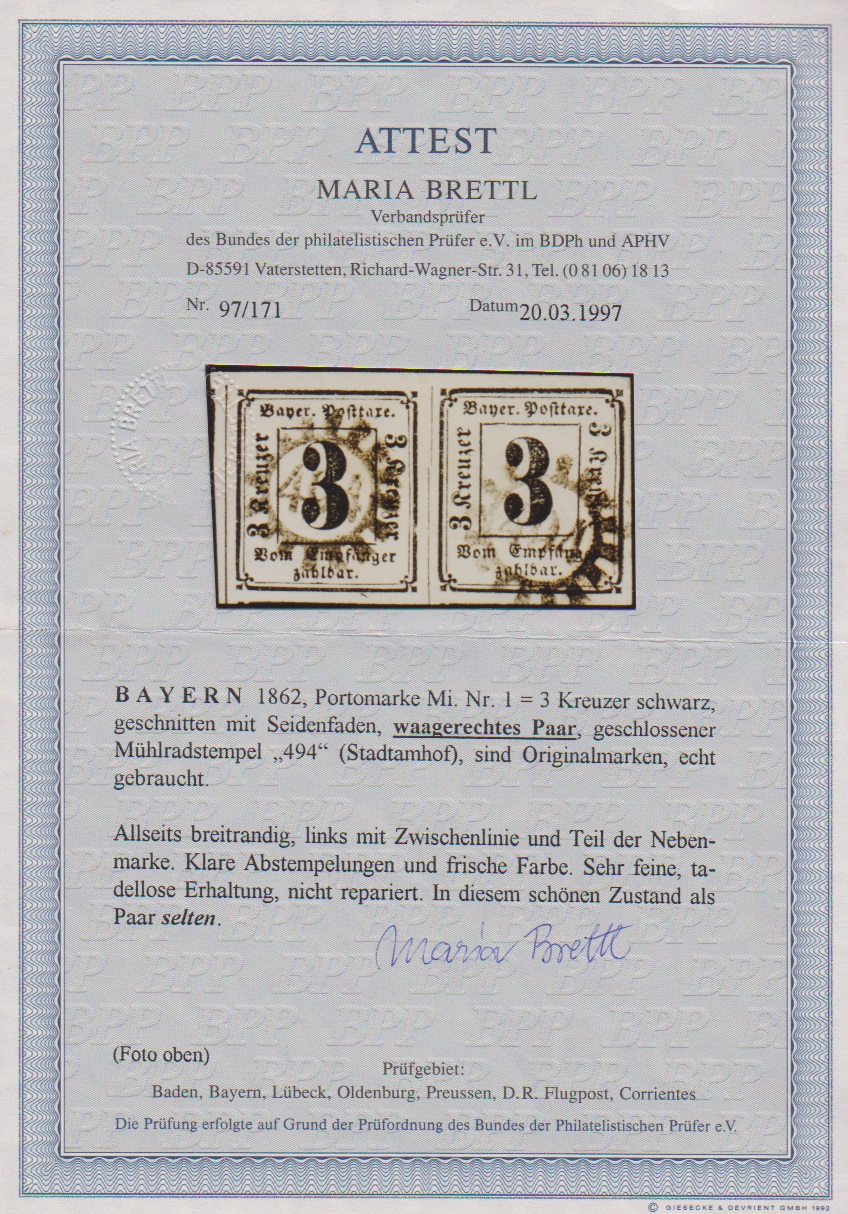 ATTEST
MARIA BRETTL
Verbandsprüfer
des Bundes der philatelistischen Prüfer e.V. im BDPh und APHV
D-85591 Vaterstetten, Richard-Wagner-Str. 31, Tel. (0 81 06) 18 13
Nr. 97/171 Datum 20.03.1997
MARIA BRETTL
Bayer. Posttaxe. Bayer. Posttaxe.
3 Kreuzer 3 3 Kreuzer 3 Kreuzer 3 3 Kreuzer
Vom Empfänger Vom Empfänger
zahlbar. zahlbar.
BAYERN 1862, Portomarke Mi. Nr. 1 = 3 Kreuzer schwarz,
geschnitten mit Seidenfaden, waagerechtes Paar, geschlossener
Mühlradstempel „494“ (Stadtamhof), sind Originalmarken, echt
gebraucht.
Allseits breitrandig, links mit Zwischenlinie und Teil der Neben-
marke. Klare Abstempelungen und frische Farbe. Sehr feine, ta-
dellose Erhaltung, nicht repariert. In diesem schönen Zustand als
Paar selten.
Maria Brettl
(Foto oben)
Prüfgebiet:
Baden, Bayern, Lübeck, Oldenburg, Preussen, D.R. Flugpost, Corrientes
Die Prüfung erfolgte auf Grund der Prüfordnung des Bundes der Philatelistischen Prüfer e.V.
© GIESECKE & DEVRIENT GMBH 1992